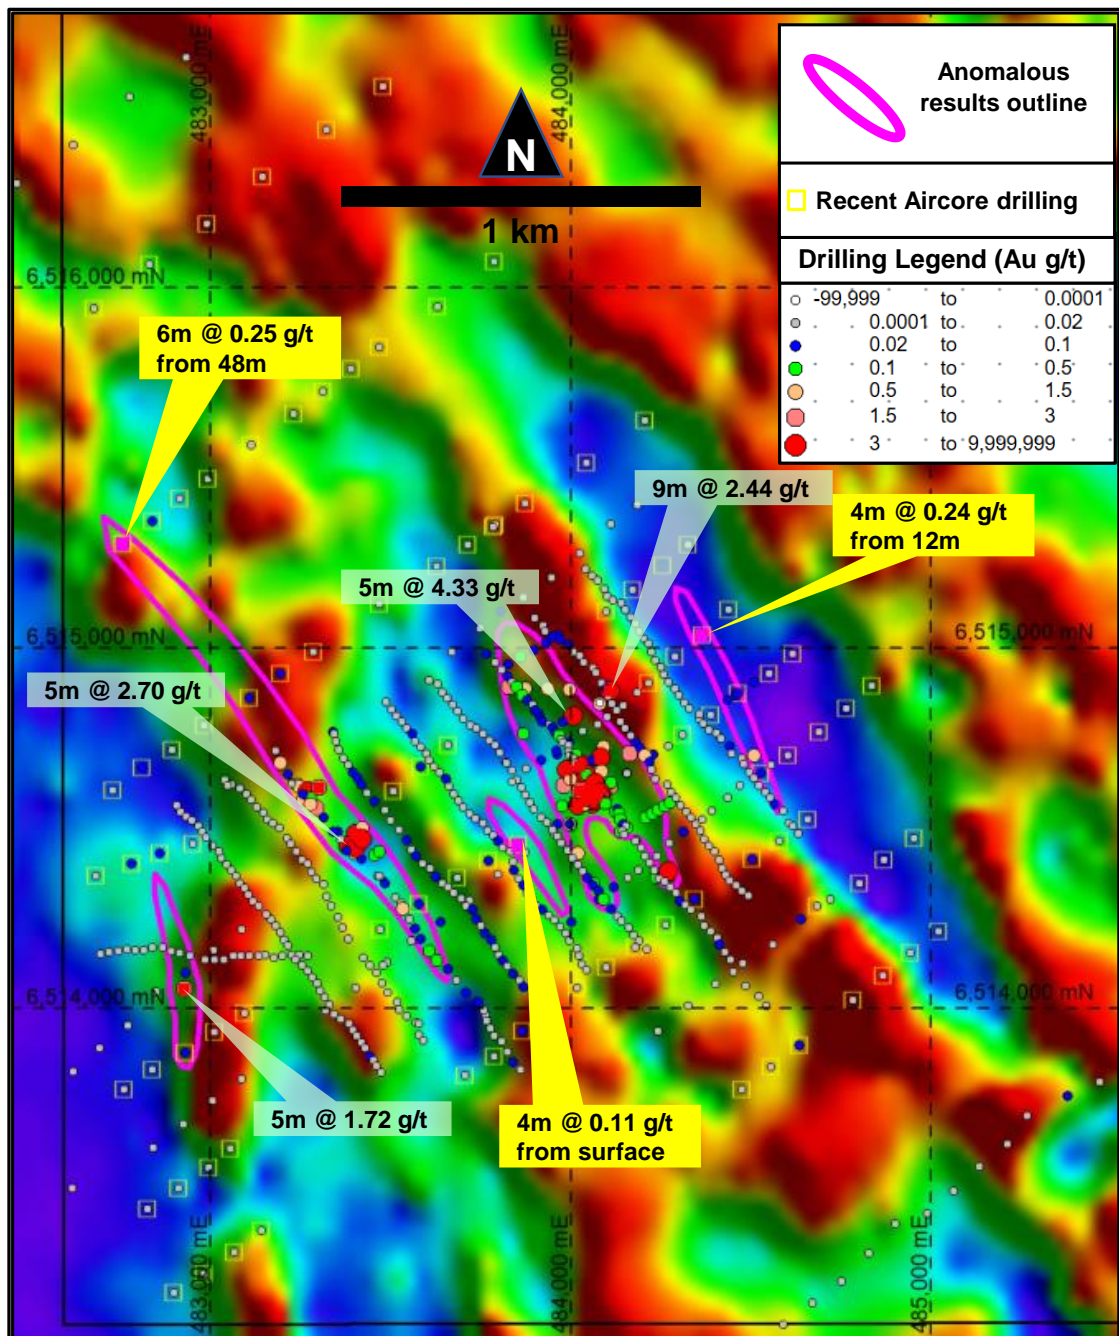 483,000 mE
484,000 mE
Anomalous
results outline
N
1 km
Recent Aircore drilling
Drilling Legend (Au g/t)
-99,999 to 0.0001
0.0001 to 0.02
0.02 to 0.1
0.1 to 0.5
0.5 to 1.5
1.5 to 3
3 to 9,999,999
6,516,000 mN
6m @ 0.25 g/t
from 48m
9m @ 2.44 g/t
4m @ 0.24 g/t
from 12m
5m @ 4.33 g/t
6,515,000 mN
6,515,000 mN
5m @ 2.70 g/t
6,514,000 mN
6,514,000 mN
5m @ 1.72 g/t
4m @ 0.11 g/t
from surface
483,000 mE
484,000 mE
485,000 mE